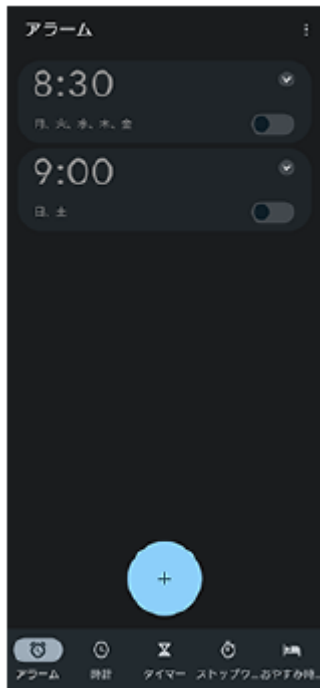 アラーム
8:30
月、火、水、木、金
9:00
日、土
アラーム
時計
タイマー
ストップウ…
おやすみ時…